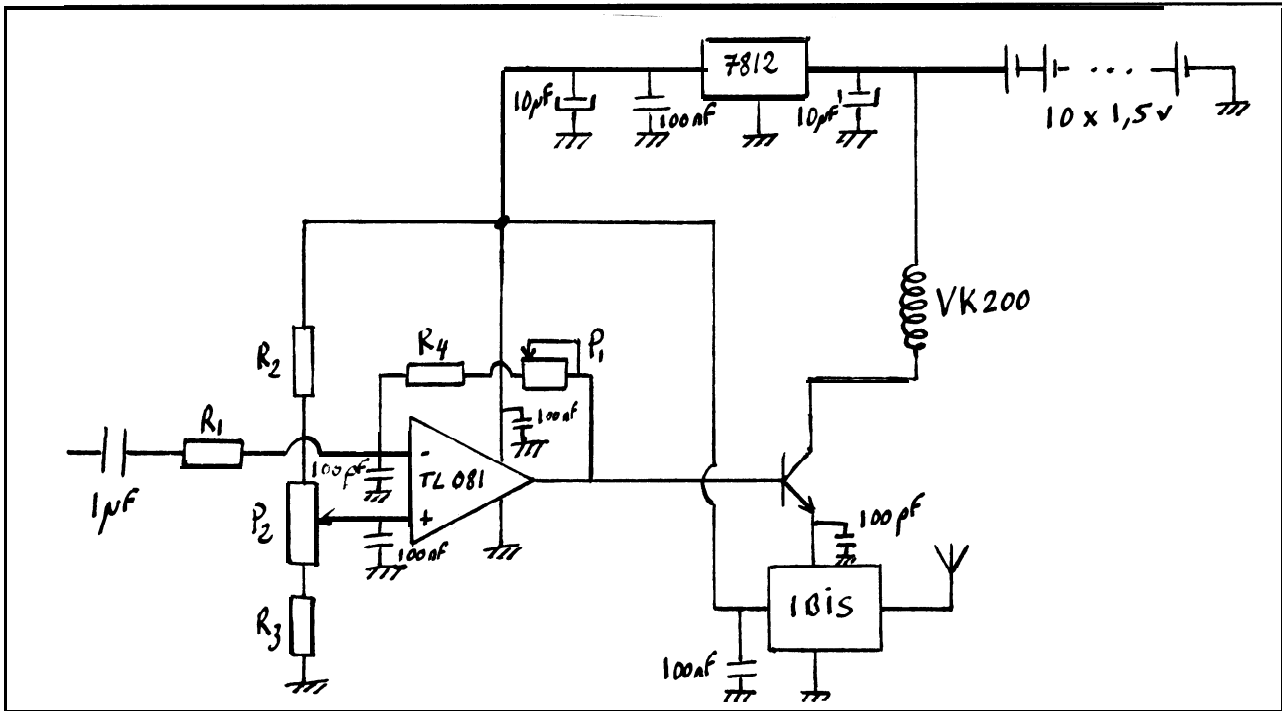 7812
10µF
100nF
10µF
10 x 1,5v
VK200
R2
R4
P1
R1
100nF
100pF
TL081
-
+
1µF
P2
100nF
100pF
R3
1BiS
100nF